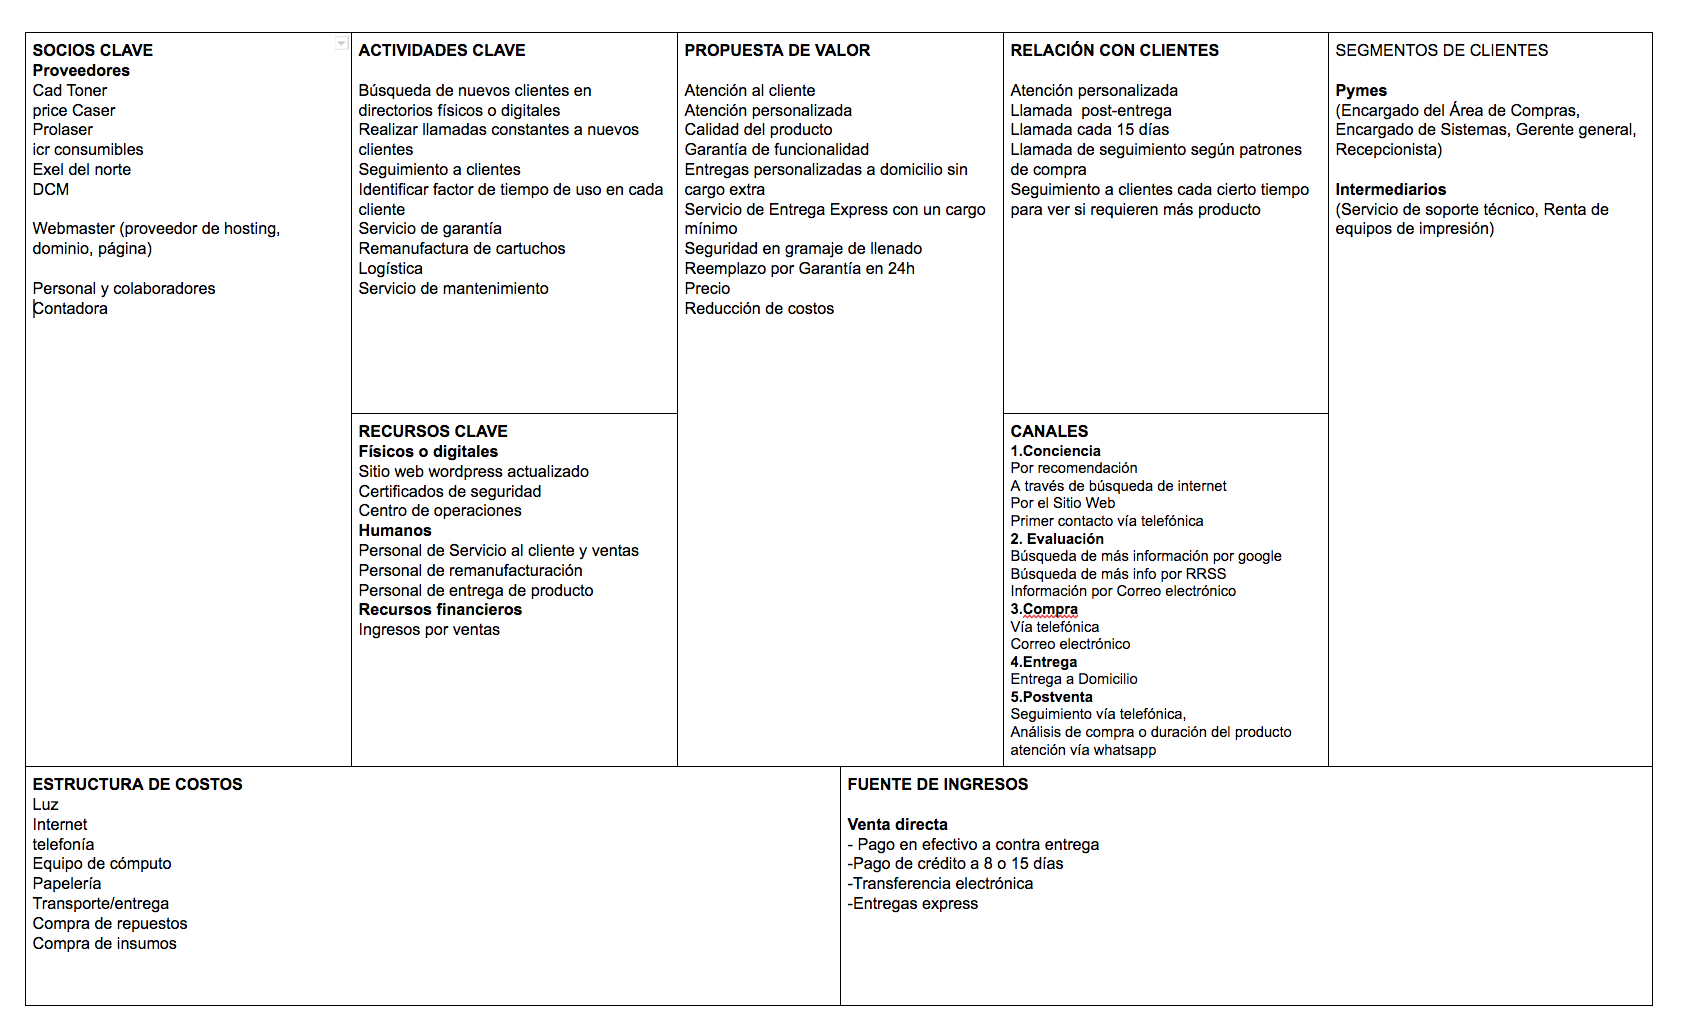 SOCIOS CLAVE
Proveedores
Cad Toner
price Caser
Prolaser
icr consumibles
Exel del norte
DCM
Webmaster (proveedor de hosting,
dominio, página)
Personal y colaboradores
Contadora
ACTIVIDADES CLAVE
Búsqueda de nuevos clientes en
directorios físicos o digitales
Realizar llamadas constantes a nuevos
clientes
Seguimiento a clientes
Identificar factor de tiempo de uso en cada
cliente
Servicio de garantía
Remanufactura de cartuchos
Logística
Servicio de mantenimiento
RECURSOS CLAVE
Físicos o digitales
Sitio web wordpress actualizado
Certificados de seguridad
Centro de operaciones
Humanos
Personal de Servicio al cliente y ventas
Personal de remanufacturación
Personal de entrega de producto
Recursos financieros
Ingresos por ventas
PROPUESTA DE VALOR
Atención al cliente
Atención personalizada
Calidad del producto
Garantía de funcionalidad
Entregas personalizadas a domicilio sin
cargo extra
Servicio de Entrega Express con un cargo
mínimo
Seguridad en gramaje de llenado
Reemplazo por Garantía en 24h
Precio
Reducción de costos
RELACIÓN CON CLIENTES
Atención personalizada
Llamada  post-entrega
Llamada cada 15 días
Llamada de seguimiento según patrones
de compra
Seguimiento a clientes cada cierto tiempo
para ver si requieren más producto
CANALES
1.Conciencia
Por recomendación
A través de búsqueda de internet
Por el Sitio Web
Primer contacto vía telefónica
2. Evaluación
Búsqueda de más información por google
Búsqueda de más info por RRSS
Información por Correo electrónico
3.Compra
Vía telefónica
Correo electrónico
4.Entrega
Entrega a Domicilio
5.Postventa
Seguimiento vía telefónica,
Análisis de compra o duración del producto
atención vía whatsapp
SEGMENTOS DE CLIENTES
Pymes
(Encargado del Área de Compras,
Encargado de Sistemas, Gerente general,
Recepcionista)
Intermediarios
(Servicio de soporte técnico, Renta de
equipos de impresión)
ESTRUCTURA DE COSTOS
Luz
Internet
telefonía
Equipo de cómputo
Papelería
Transporte/entrega
Compra de repuestos
Compra de insumos
FUENTE DE INGRESOS
Venta directa
- Pago en efectivo a contra entrega
-Pago de crédito a 8 o 15 días
-Transferencia electrónica
-Entregas express